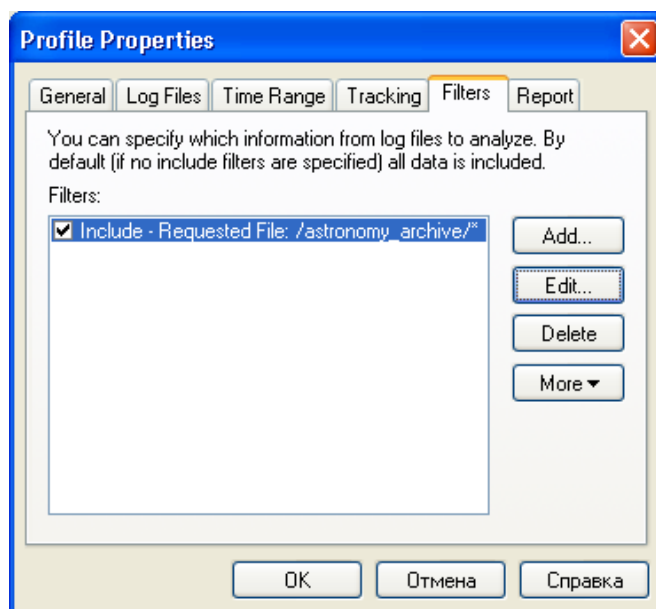 Profile Properties
General Log Files Time Range Tracking Filters Report
You can specify which information from log files to analyze. By
default (if no include filters are specified) all data is included.
Filters:
Include - Requested File: /astronomy_archive/*
Add...
Edit...
Delete
More
OK Отмена Справка